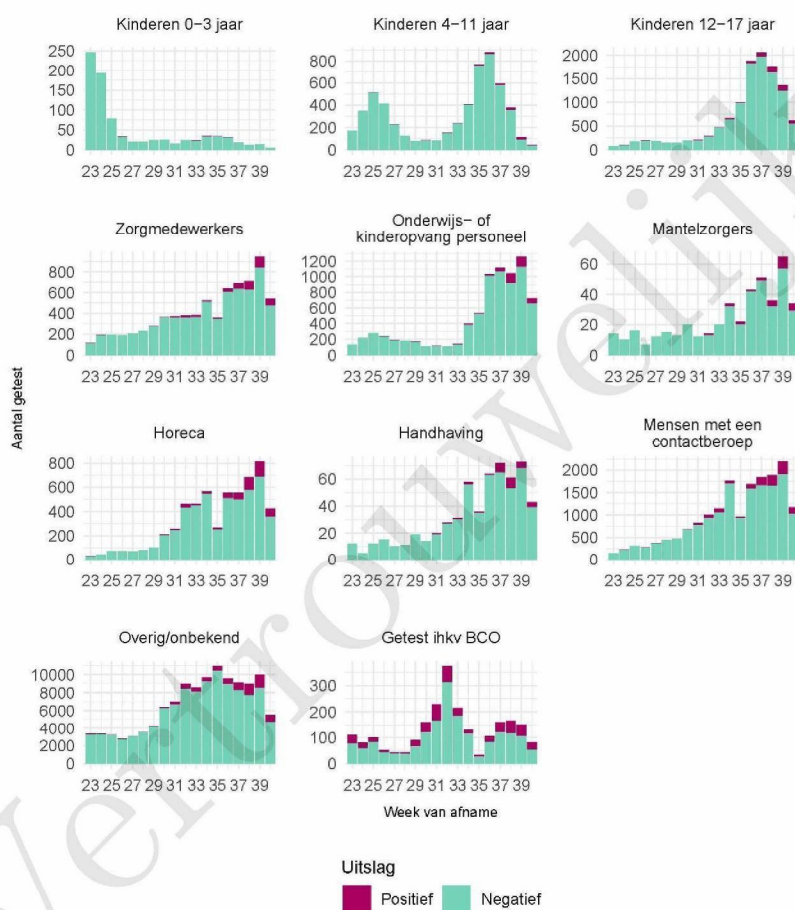 Kinderen 0−3 jaar
Kinderen 4−11 jaar
Kinderen 12−17 jaar
250
200
150
100
50
0
23 25 27 29 31 33 35 37 39
800
600
400
200
0
23 25 27 29 31 33 35 37 39
2000
1500
1000
500
0
23 25 27 29 31 33 35 37 39
Zorgmedewerkers
Onderwijs− of
kinderopvang personeel
Mantelzorgers
800
600
400
200
0
23 25 27 29 31 33 35 37 39
1200
1000
800
600
400
200
0
23 25 27 29 31 33 35 37 39
60
40
20
0
23 25 27 29 31 33 35 37 39
Aantal getest
Horeca
Handhaving
Mensen met een
contactberoep
800
600
400
200
0
23 25 27 29 31 33 35 37 39
60
40
20
0
23 25 27 29 31 33 35 37 39
2000
1500
1000
500
0
23 25 27 29 31 33 35 37 39
Overig/onbekend
Getest ihkv BCO
10000
8000
6000
4000
2000
0
23 25 27 29 31 33 35 37 39
300
200
100
0
23 25 27 29 31 33 35 37 39
Week van afname
Uitslag
Positief
Negatief
Vertrouwelijk